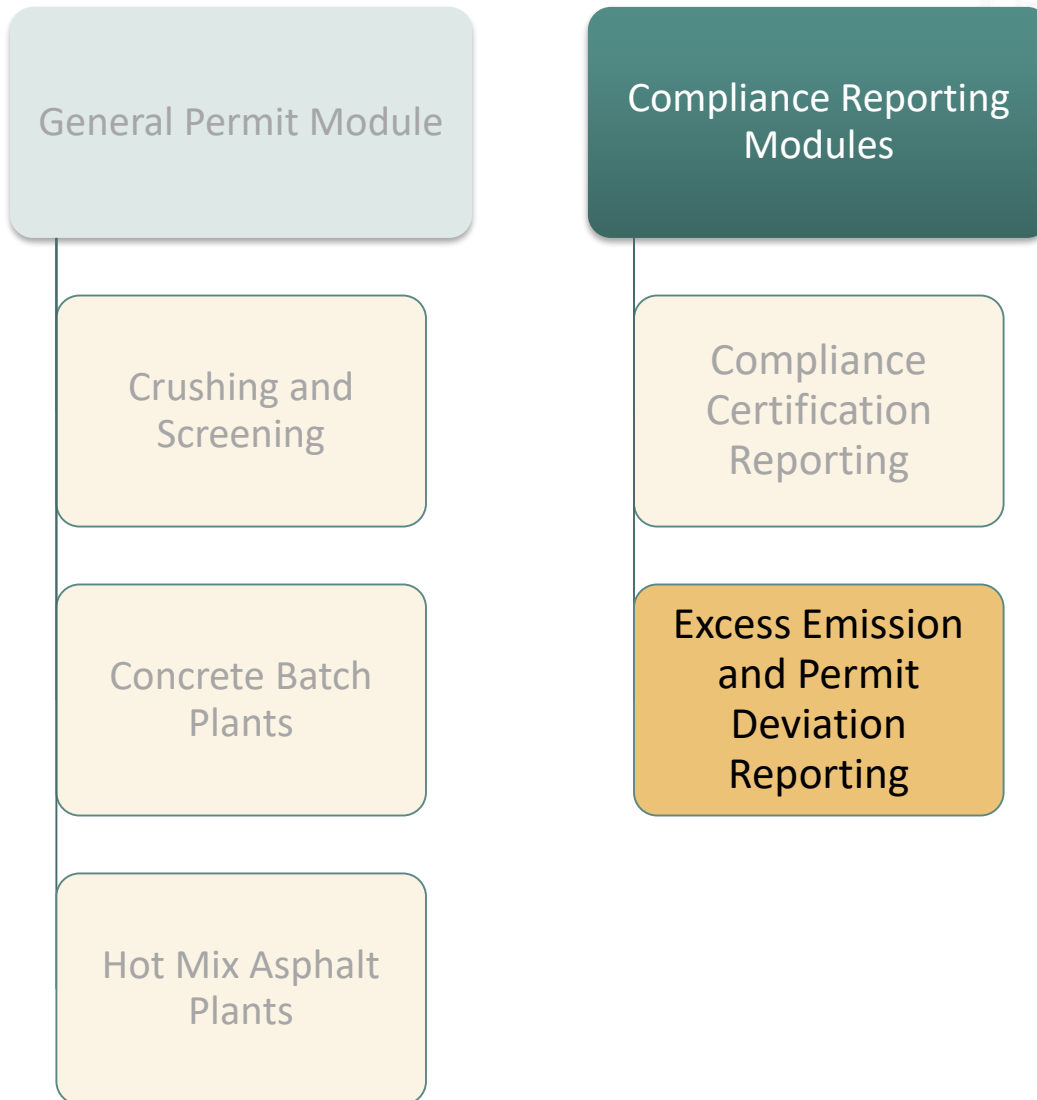 General Permit Module
Crushing and
Screening
Concrete Batch
Plants
Hot Mix Asphalt
Plants
Compliance Reporting
Modules
Compliance
Certification
Reporting
Excess Emission
and Permit
Deviation
Reporting